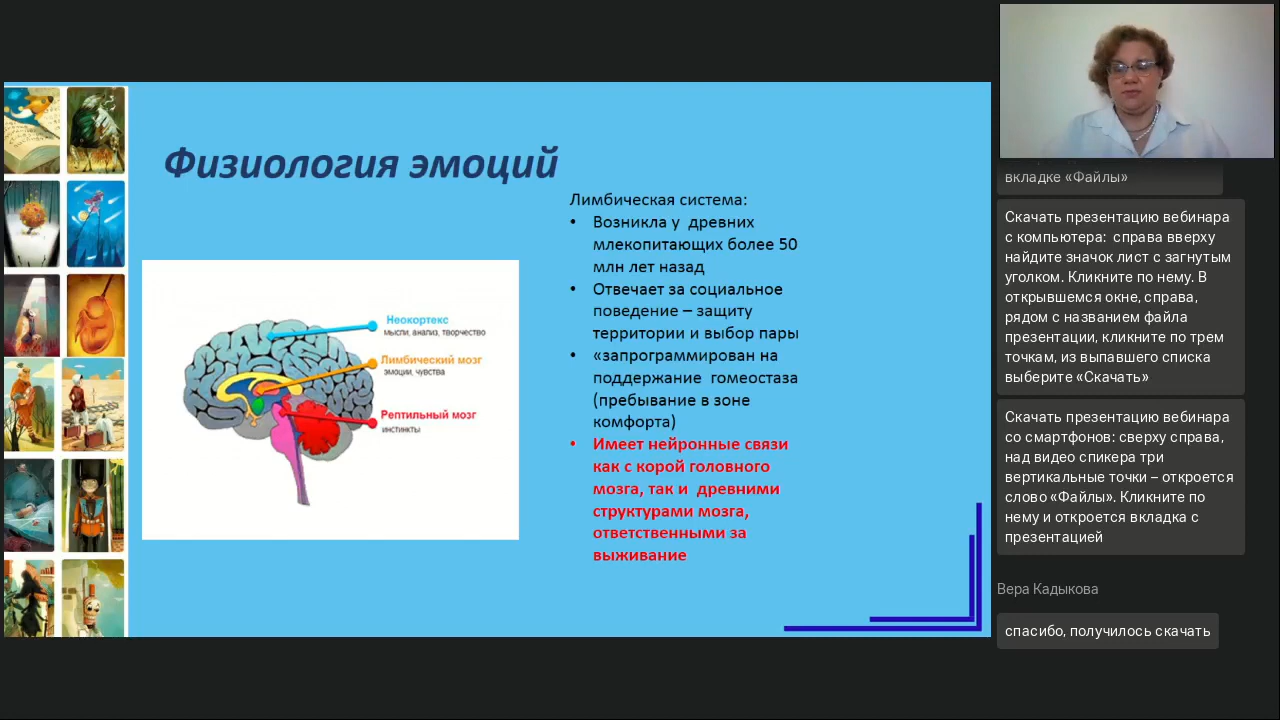 Физиология эмоций
Лимбическая система:
• Возникла у древних
млекопитающих более 50
млн лет назад
• Отвечает за социальное
поведение – защиту
территории и выбор пары
• «запрограммирован на
поддержание гомеостаза
(пребывание в зоне
комфорта)
• Имеет нейронные связи
как с корой головного
мозга, так и древними
структурами мозга,
ответственными за
выживание
Неокортекс
мысли, анализ, творчество
Лимбический мозг
эмоции, чувства
Рептильный мозг
инстинкты
вкладке «Файлы»
Скачать презентацию вебинара
с компьютера: справа вверху
найдите значок лист с загнутым
уголком. Кликните по нему. В
открывшемся окне, справа,
рядом с названием файла
презентации, кликните по трем
точкам, из выпавшего списка
выберите «Скачать»
Скачать презентацию вебинара
со смартфонов: сверху справа,
над видео спикера три
вертикальные точки – откроется
слово «Файлы». Кликните по
нему и откроется вкладка с
презентацией
Вера Кадыкова
спасибо, получилось скачать